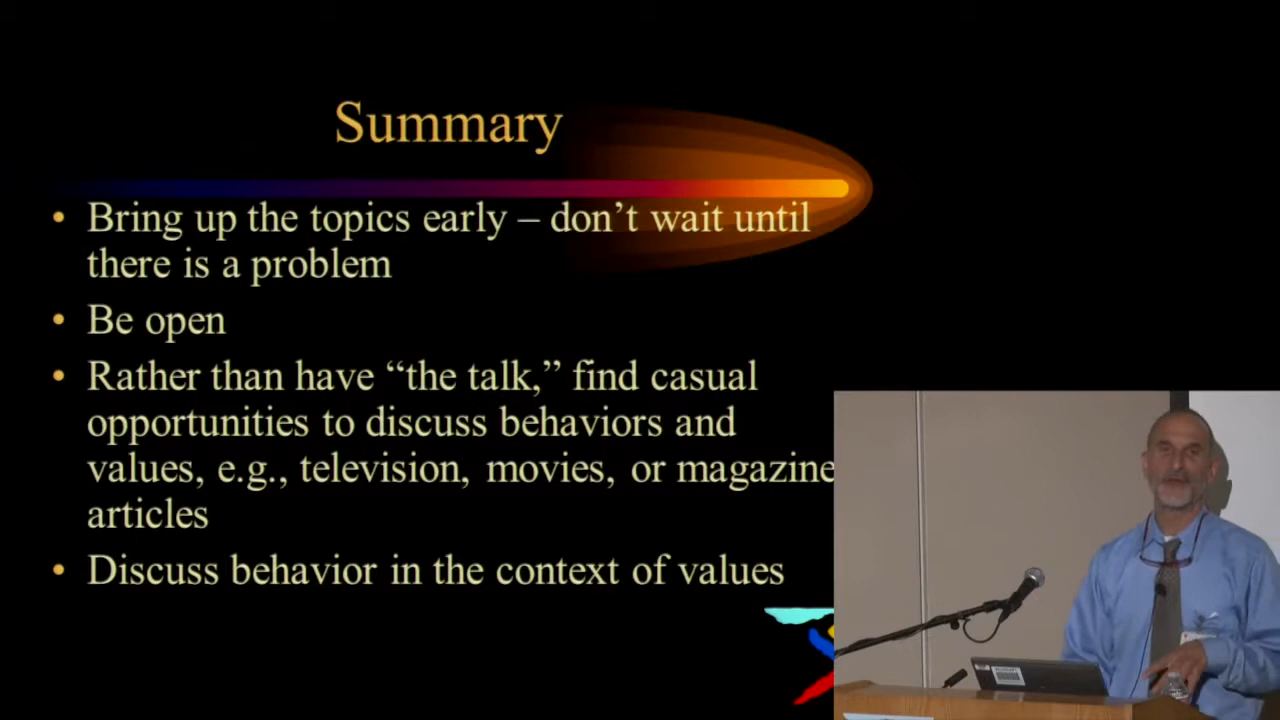 Summary
• Bring up the topics early – don’t wait until
there is a problem
• Be open
• Rather than have “the talk,” find casual
opportunities to discuss behaviors and
values, e.g., television, movies, or magazine
articles
• Discuss behavior in the context of values